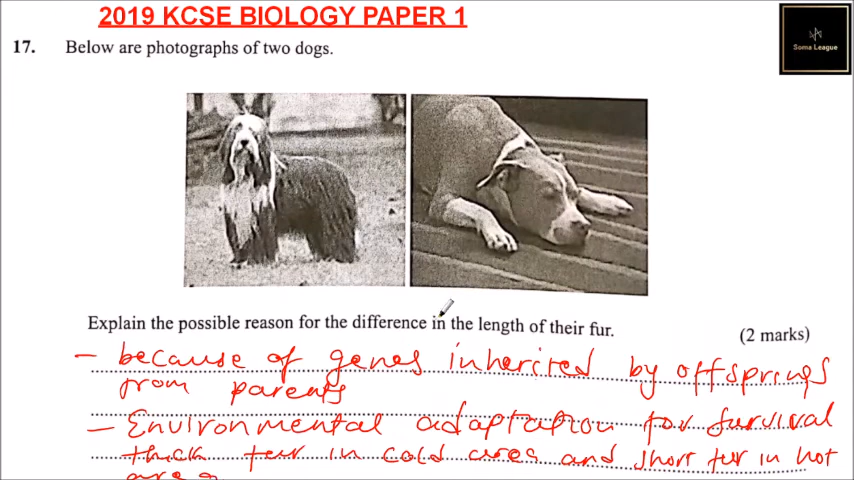 2019 KCSE BIOLOGY PAPER 1
Soma League
17. Below are photographs of two dogs.
Explain the possible reason for the difference in the length of their fur.
(2 marks)
- because of genes inherited by offsprings
from parents
- Environmental adaptation for survival
thick fur in cold areas and short fur in hot
areas